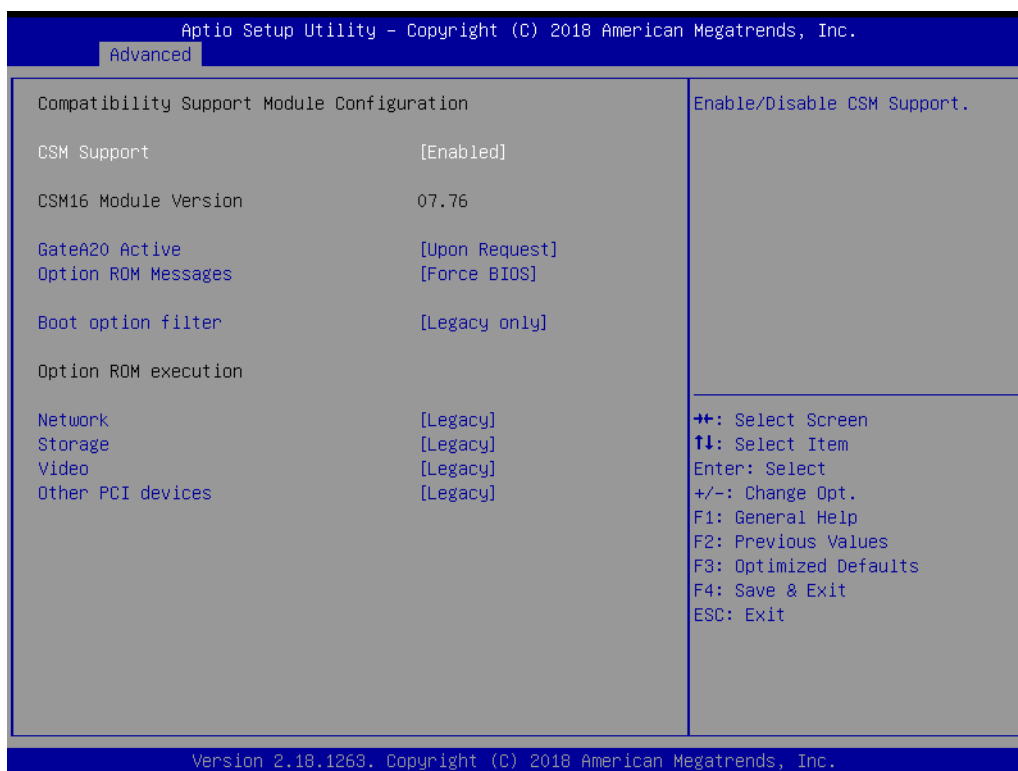 Aptio Setup Utility – Copyright (C) 2018 American Megatrends, Inc.
Advanced
Compatibility Support Module Configuration
CSM Support [Enabled]
CSM16 Module Version 07.76
GateA20 Active [Upon Request]
Option ROM Messages [Force BIOS]
Boot option filter [Legacy only]
Option ROM execution
Network [Legacy]
Storage [Legacy]
Video [Legacy]
Other PCI devices [Legacy]
Enable/Disable CSM Support.
→←: Select Screen
↑↓: Select Item
Enter: Select
+/-: Change Opt.
F1: General Help
F2: Previous Values
F3: Optimized Defaults
F4: Save & Exit
ESC: Exit
Version 2.18.1263. Copyright (C) 2018 American Megatrends, Inc.